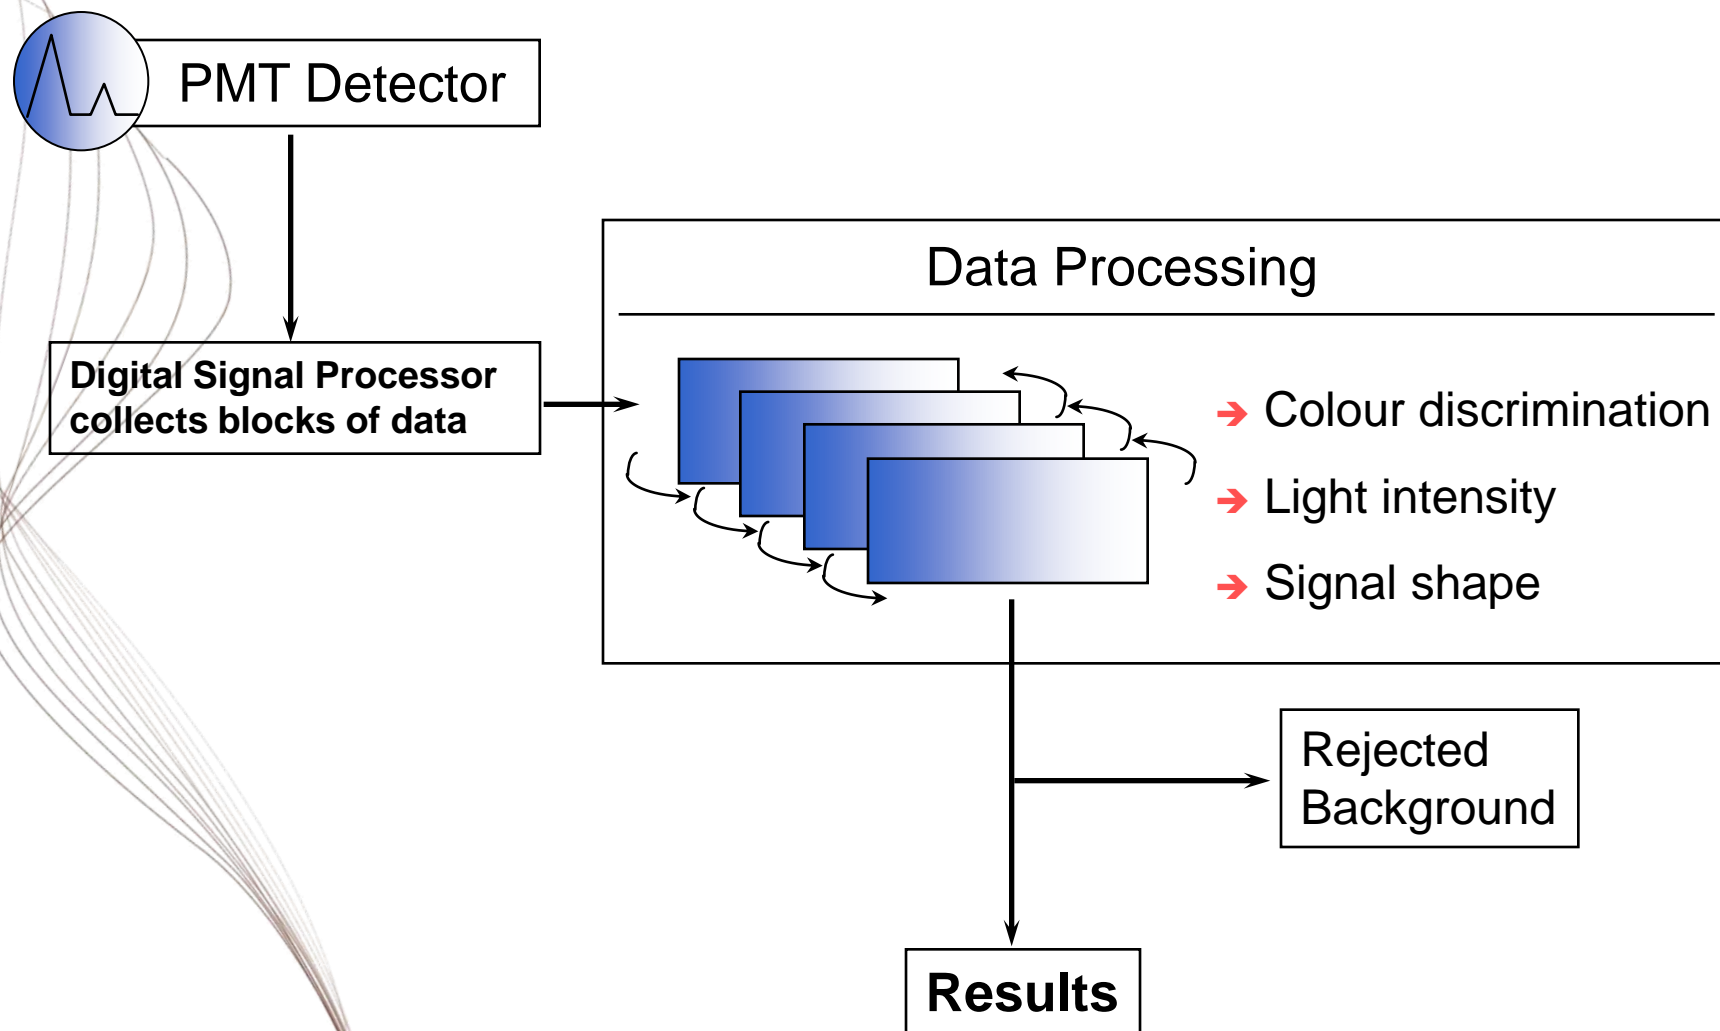 PMT Detector
Digital Signal Processor
collects blocks of data
Data Processing
Colour discrimination
Light intensity
Signal shape
Rejected
Background
Results